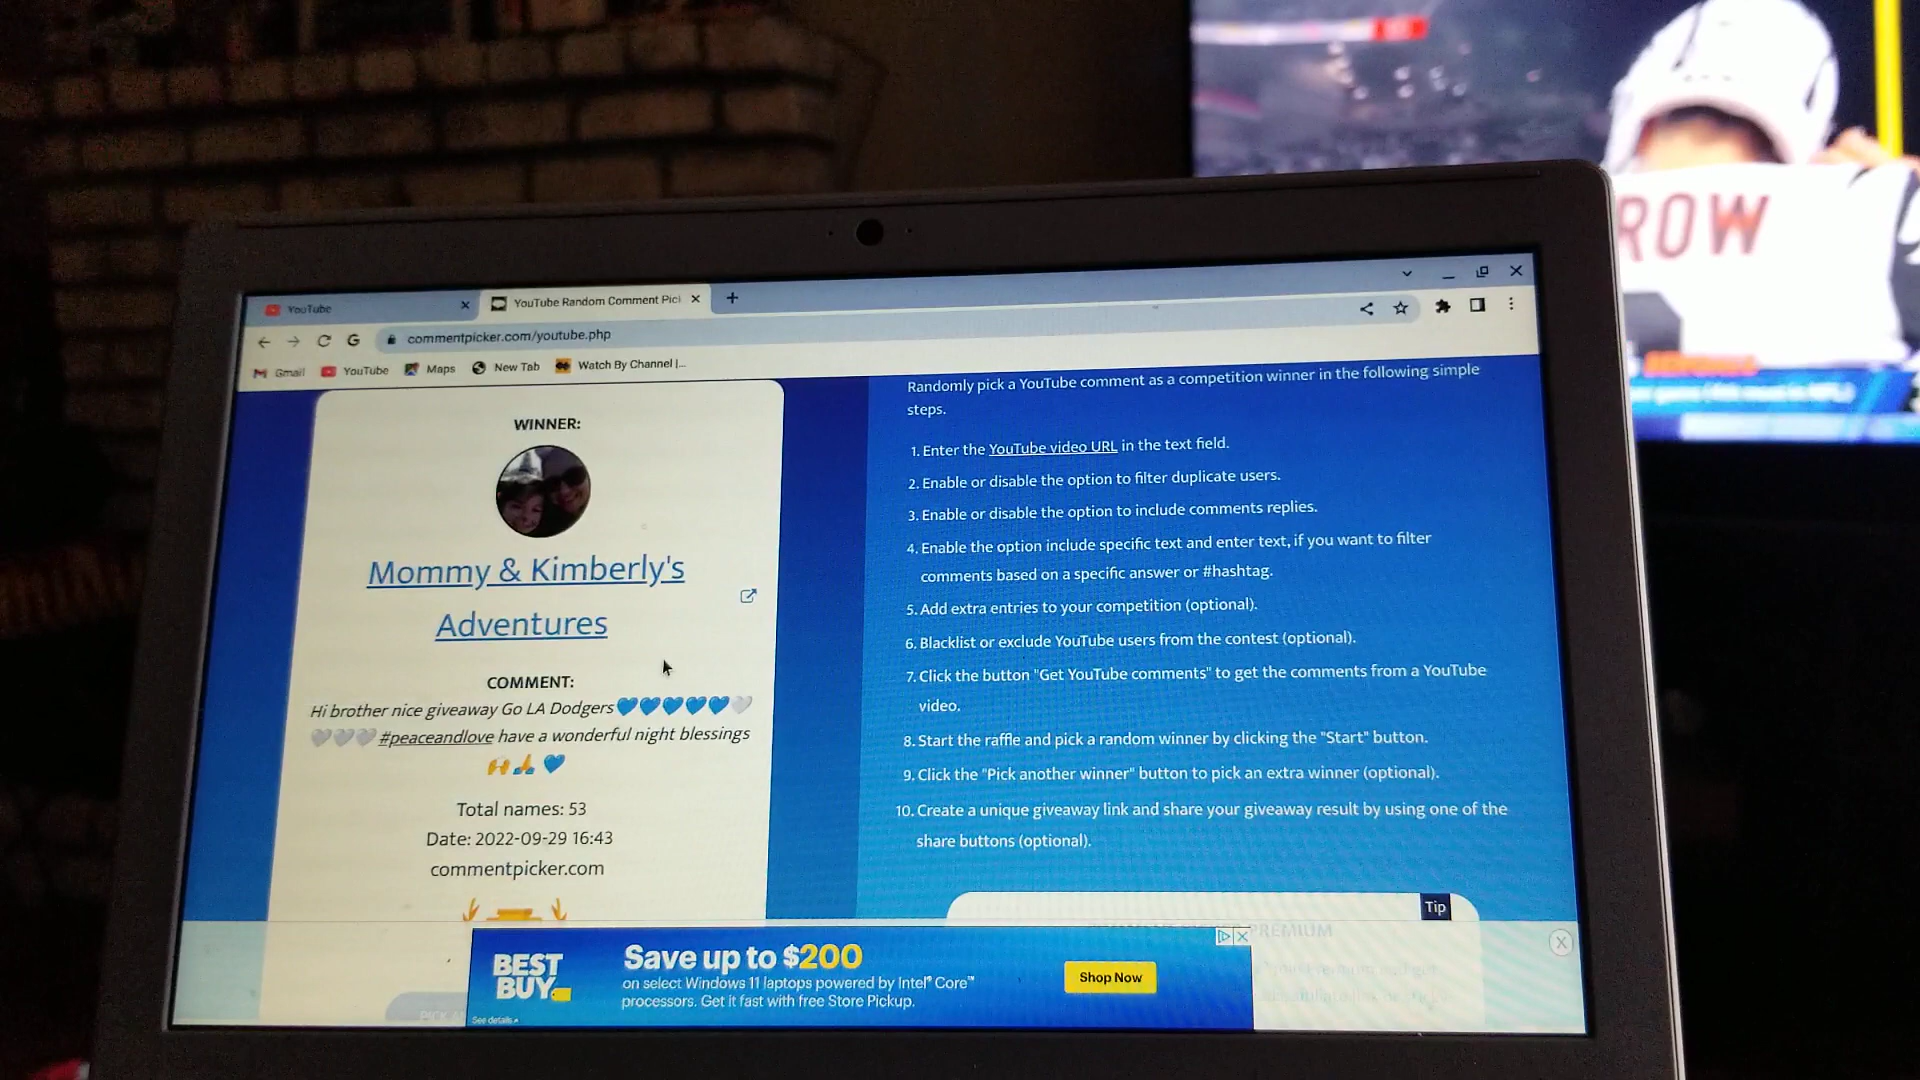 ROW
YouTube
YouTube Random Comment Pic
commentpicker.com/youtube.php
Gmail
YouTube
Maps
New Tab
Watch By Channel |...
WINNER:
Mommy & Kimberly's
Adventures
COMMENT:
Hi brother nice giveaway Go LA Dodgers💙💙💙💙💙🤍
🤍🤍🤍 #peaceandlove have a wonderful night blessings
🙌🙏💙
Total names: 53
Date: 2022-09-29 16:43
commentpicker.com
Randomly pick a YouTube comment as a competition winner in the following simple
steps.
1. Enter the YouTube video URL in the text field.
2. Enable or disable the option to filter duplicate users.
3. Enable or disable the option to include comments replies.
4. Enable the option include specific text and enter text, if you want to filter
comments based on a specific answer or #hashtag.
5. Add extra entries to your competition (optional).
6. Blacklist or exclude YouTube users from the contest (optional).
7. Click the button "Get YouTube comments" to get the comments from a YouTube
video.
8. Start the raffle and pick a random winner by clicking the "Start" button.
9. Click the "Pick another winner" button to pick an extra winner (optional).
10. Create a unique giveaway link and share your giveaway result by using one of the
share buttons (optional).
Tip
PREMIUM
BEST
BUY
Save up to $200
on select Windows 11 laptops powered by Intel® Core™
processors. Get it fast with free Store Pickup.
Shop Now
See details